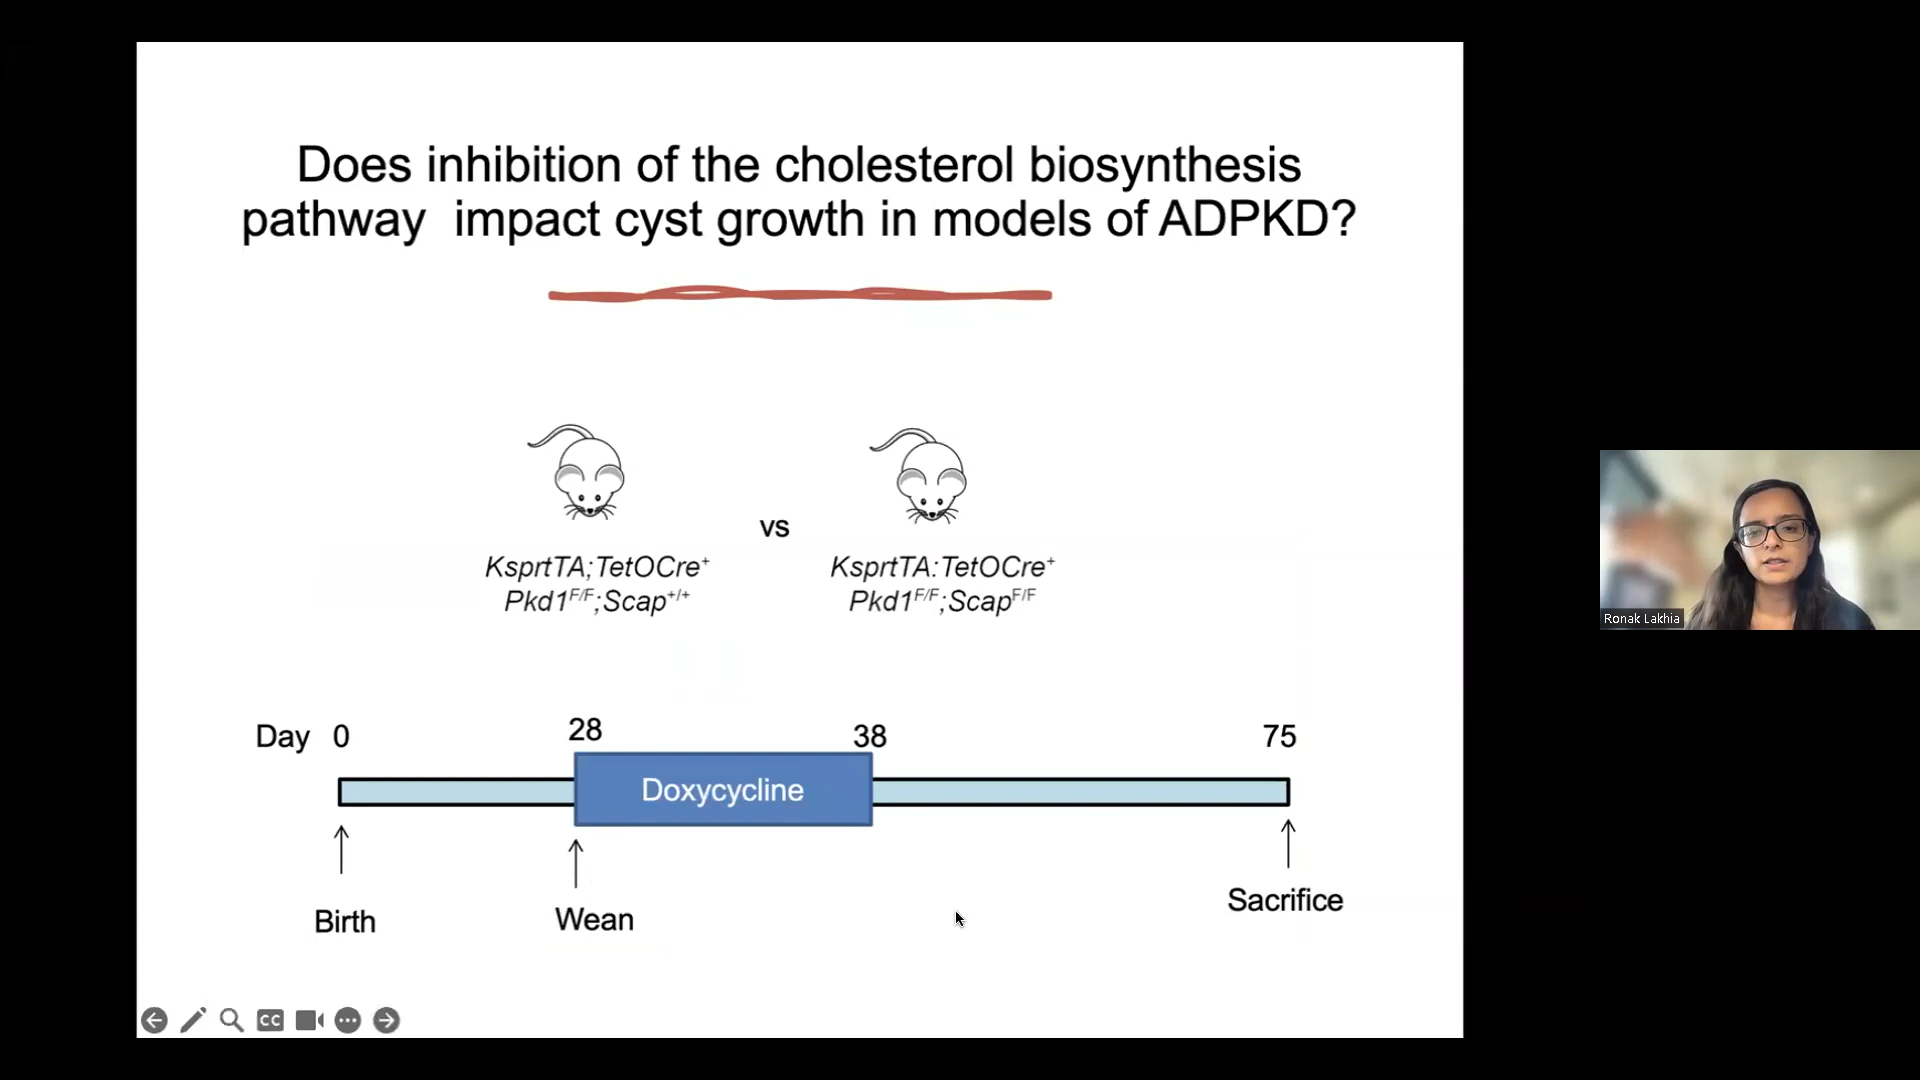 Does inhibition of the cholesterol biosynthesis
pathway impact cyst growth in models of ADPKD?
vs
KsprtTA;TetOCre+
Pkd1F/F;Scap+/+
KsprtTA:TetOCre+
Pkd1F/F;ScapF/F
Day 0 28 38 75
Doxycycline
Birth
Wean
Sacrifice
CC
Ronak Lakhia